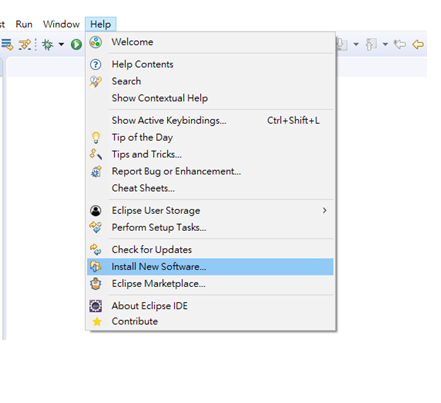 st Run Window Help
Welcome
Help Contents
Search
Show Contextual Help
Show Active Keybindings... Ctrl+Shift+L
Tip of the Day
Tips and Tricks...
Report Bug or Enhancement...
Cheat Sheets...
Eclipse User Storage
Perform Setup Tasks...
Check for Updates
Install New Software...
Eclipse Marketplace...
About Eclipse IDE
Contribute